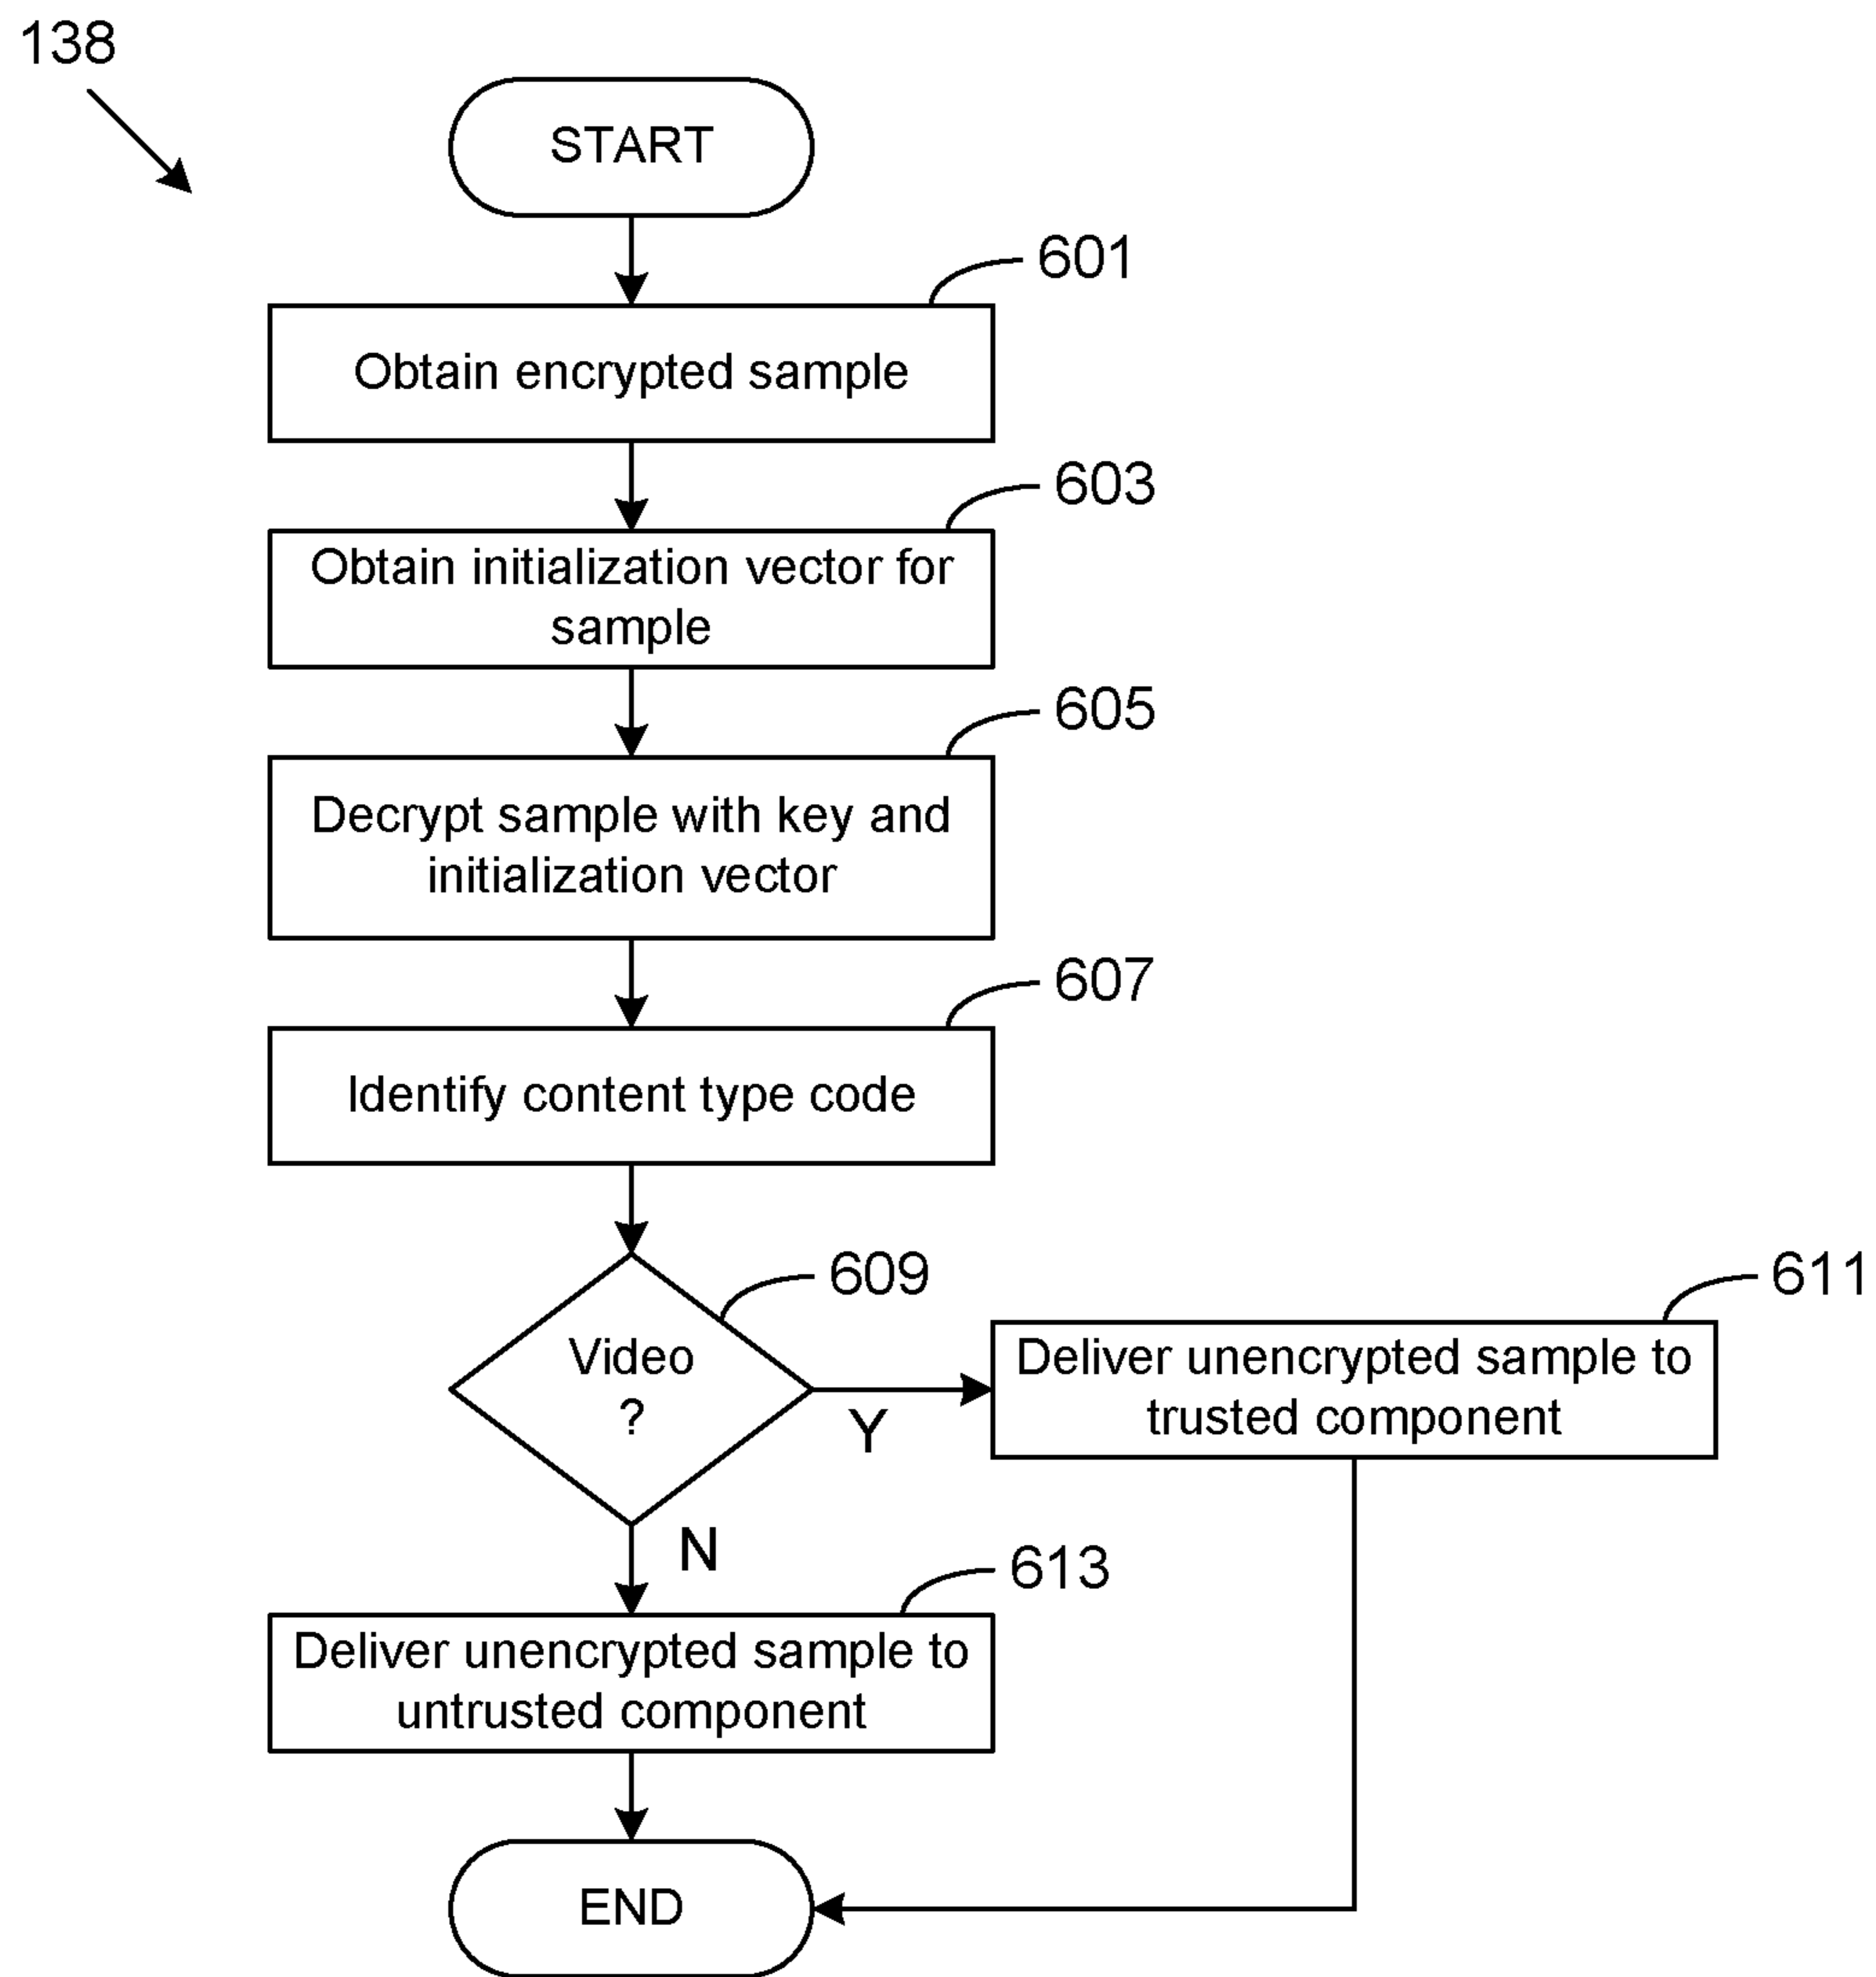 138
START
601
Obtain encrypted sample
603
Obtain initialization vector for
sample
605
Decrypt sample with key and
initialization vector
607
Identify content type code
609
Video
?
Y
611
Deliver unencrypted sample to
trusted component
N
613
Deliver unencrypted sample to
untrusted component
END